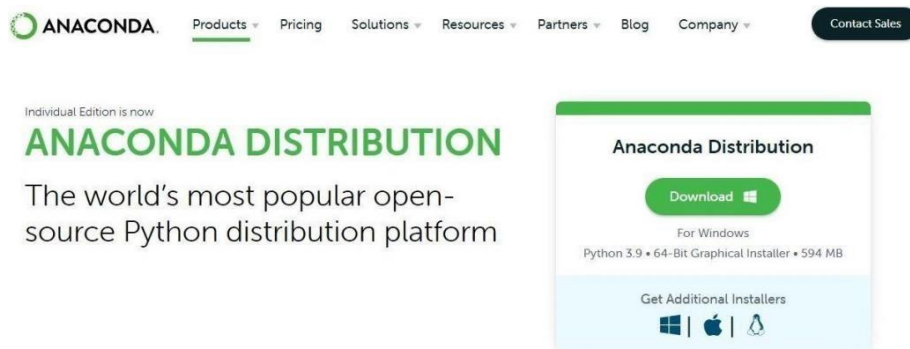 ANACONDA. Products Pricing Solutions Resources Partners Blog Company Contact Sales
Individual Edition is now
ANACONDA DISTRIBUTION
The world's most popular open-
source Python distribution platform
Anaconda Distribution
Download
For Windows
Python 3.9 • 64-Bit Graphical Installer • 594 MB
Get Additional Installers